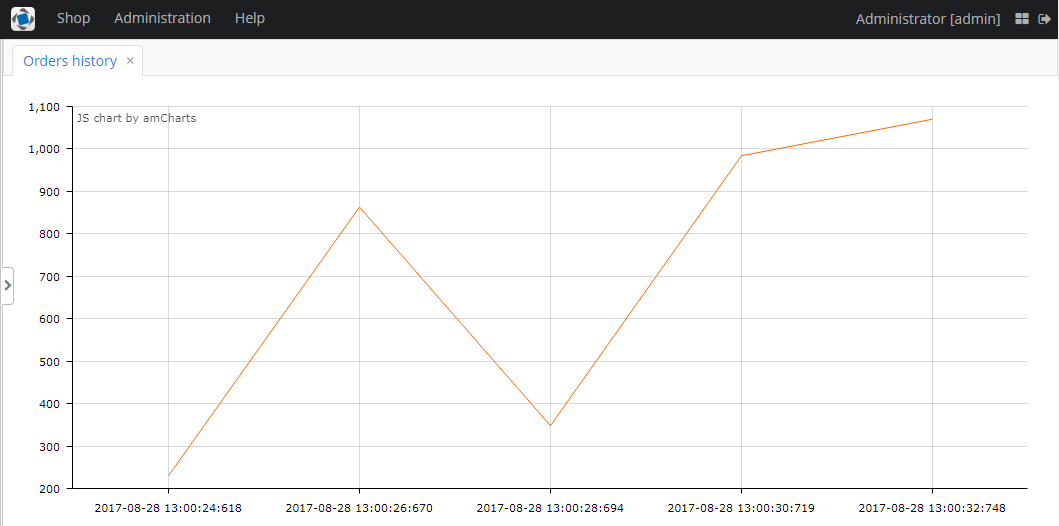 Shop Administration Help Administrator [admin]
Orders history ×
1,100
JS chart by amCharts
1,000
900
800
700
600
500
400
300
200
2017-08-28 13:00:24:618 2017-08-28 13:00:26:670 2017-08-28 13:00:28:694 2017-08-28 13:00:30:719 2017-08-28 13:00:32:748